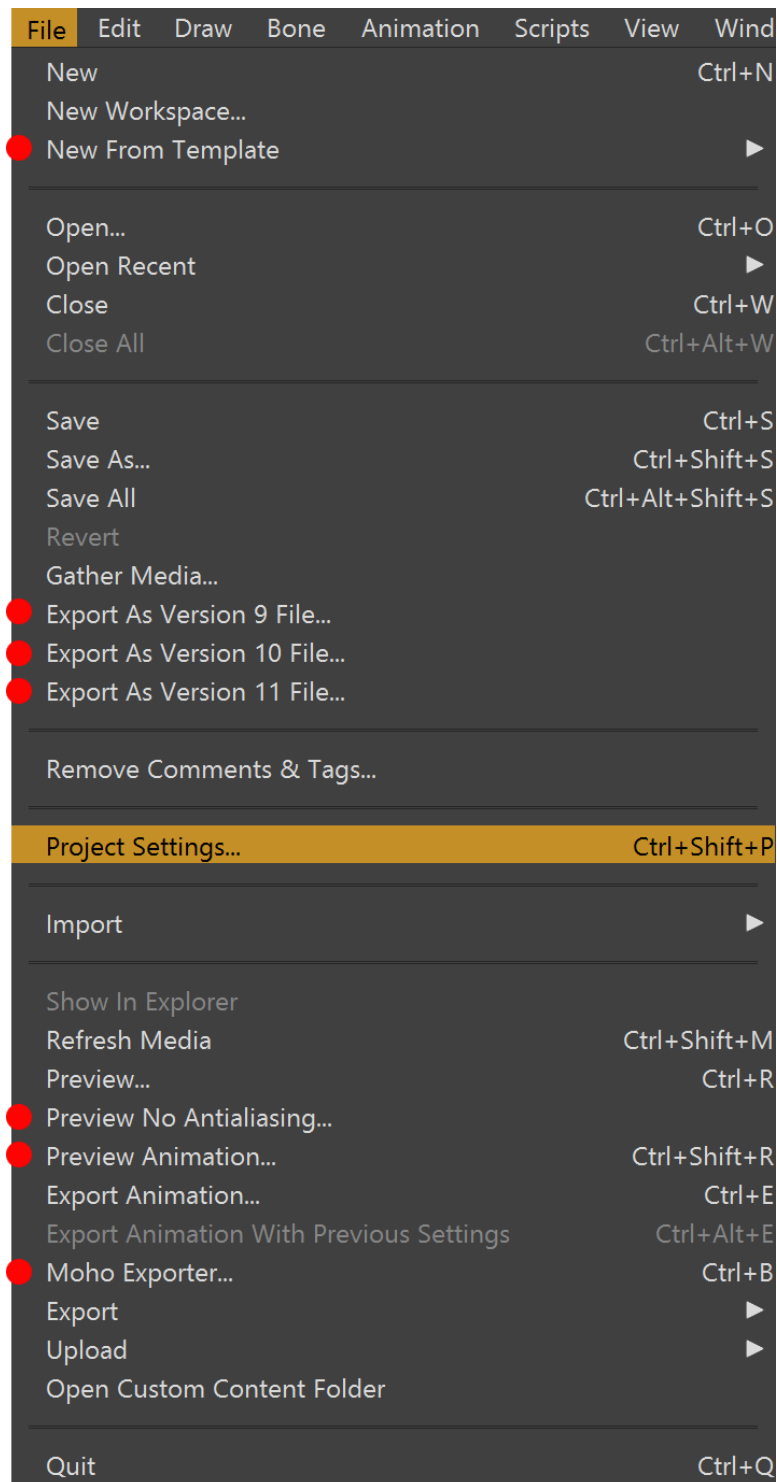 File Edit Draw Bone Animation Scripts View Wind
New Ctrl+N
New Workspace...
New From Template
Open... Ctrl+O
Open Recent
Close Ctrl+W
Close All Ctrl+Alt+W
Save Ctrl+S
Save As... Ctrl+Shift+S
Save All Ctrl+Alt+Shift+S
Revert
Gather Media...
Export As Version 9 File...
Export As Version 10 File...
Export As Version 11 File...
Remove Comments & Tags...
Project Settings... Ctrl+Shift+P
Import
Show In Explorer
Refresh Media Ctrl+Shift+M
Preview... Ctrl+R
Preview No Antialiasing...
Preview Animation... Ctrl+Shift+R
Export Animation... Ctrl+E
Export Animation With Previous Settings Ctrl+Alt+E
Moho Exporter... Ctrl+B
Export
Upload
Open Custom Content Folder
Quit Ctrl+Q